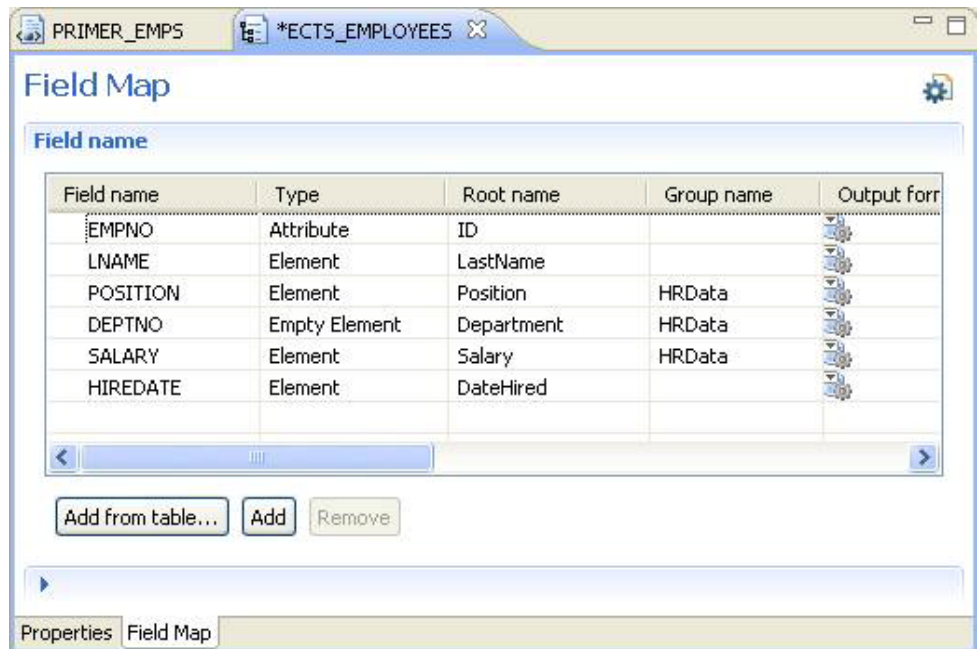 PRIMER_EMPS *ECTS_EMPLOYEES
Field Map
Field name
Field name Type Root name Group name Output forr
EMPNO Attribute ID
LNAME Element LastName
POSITION Element Position HRData
DEPTNO Empty Element Department HRData
SALARY Element Salary HRData
HIREDATE Element DateHired
Add from table... Add Remove
Properties Field Map